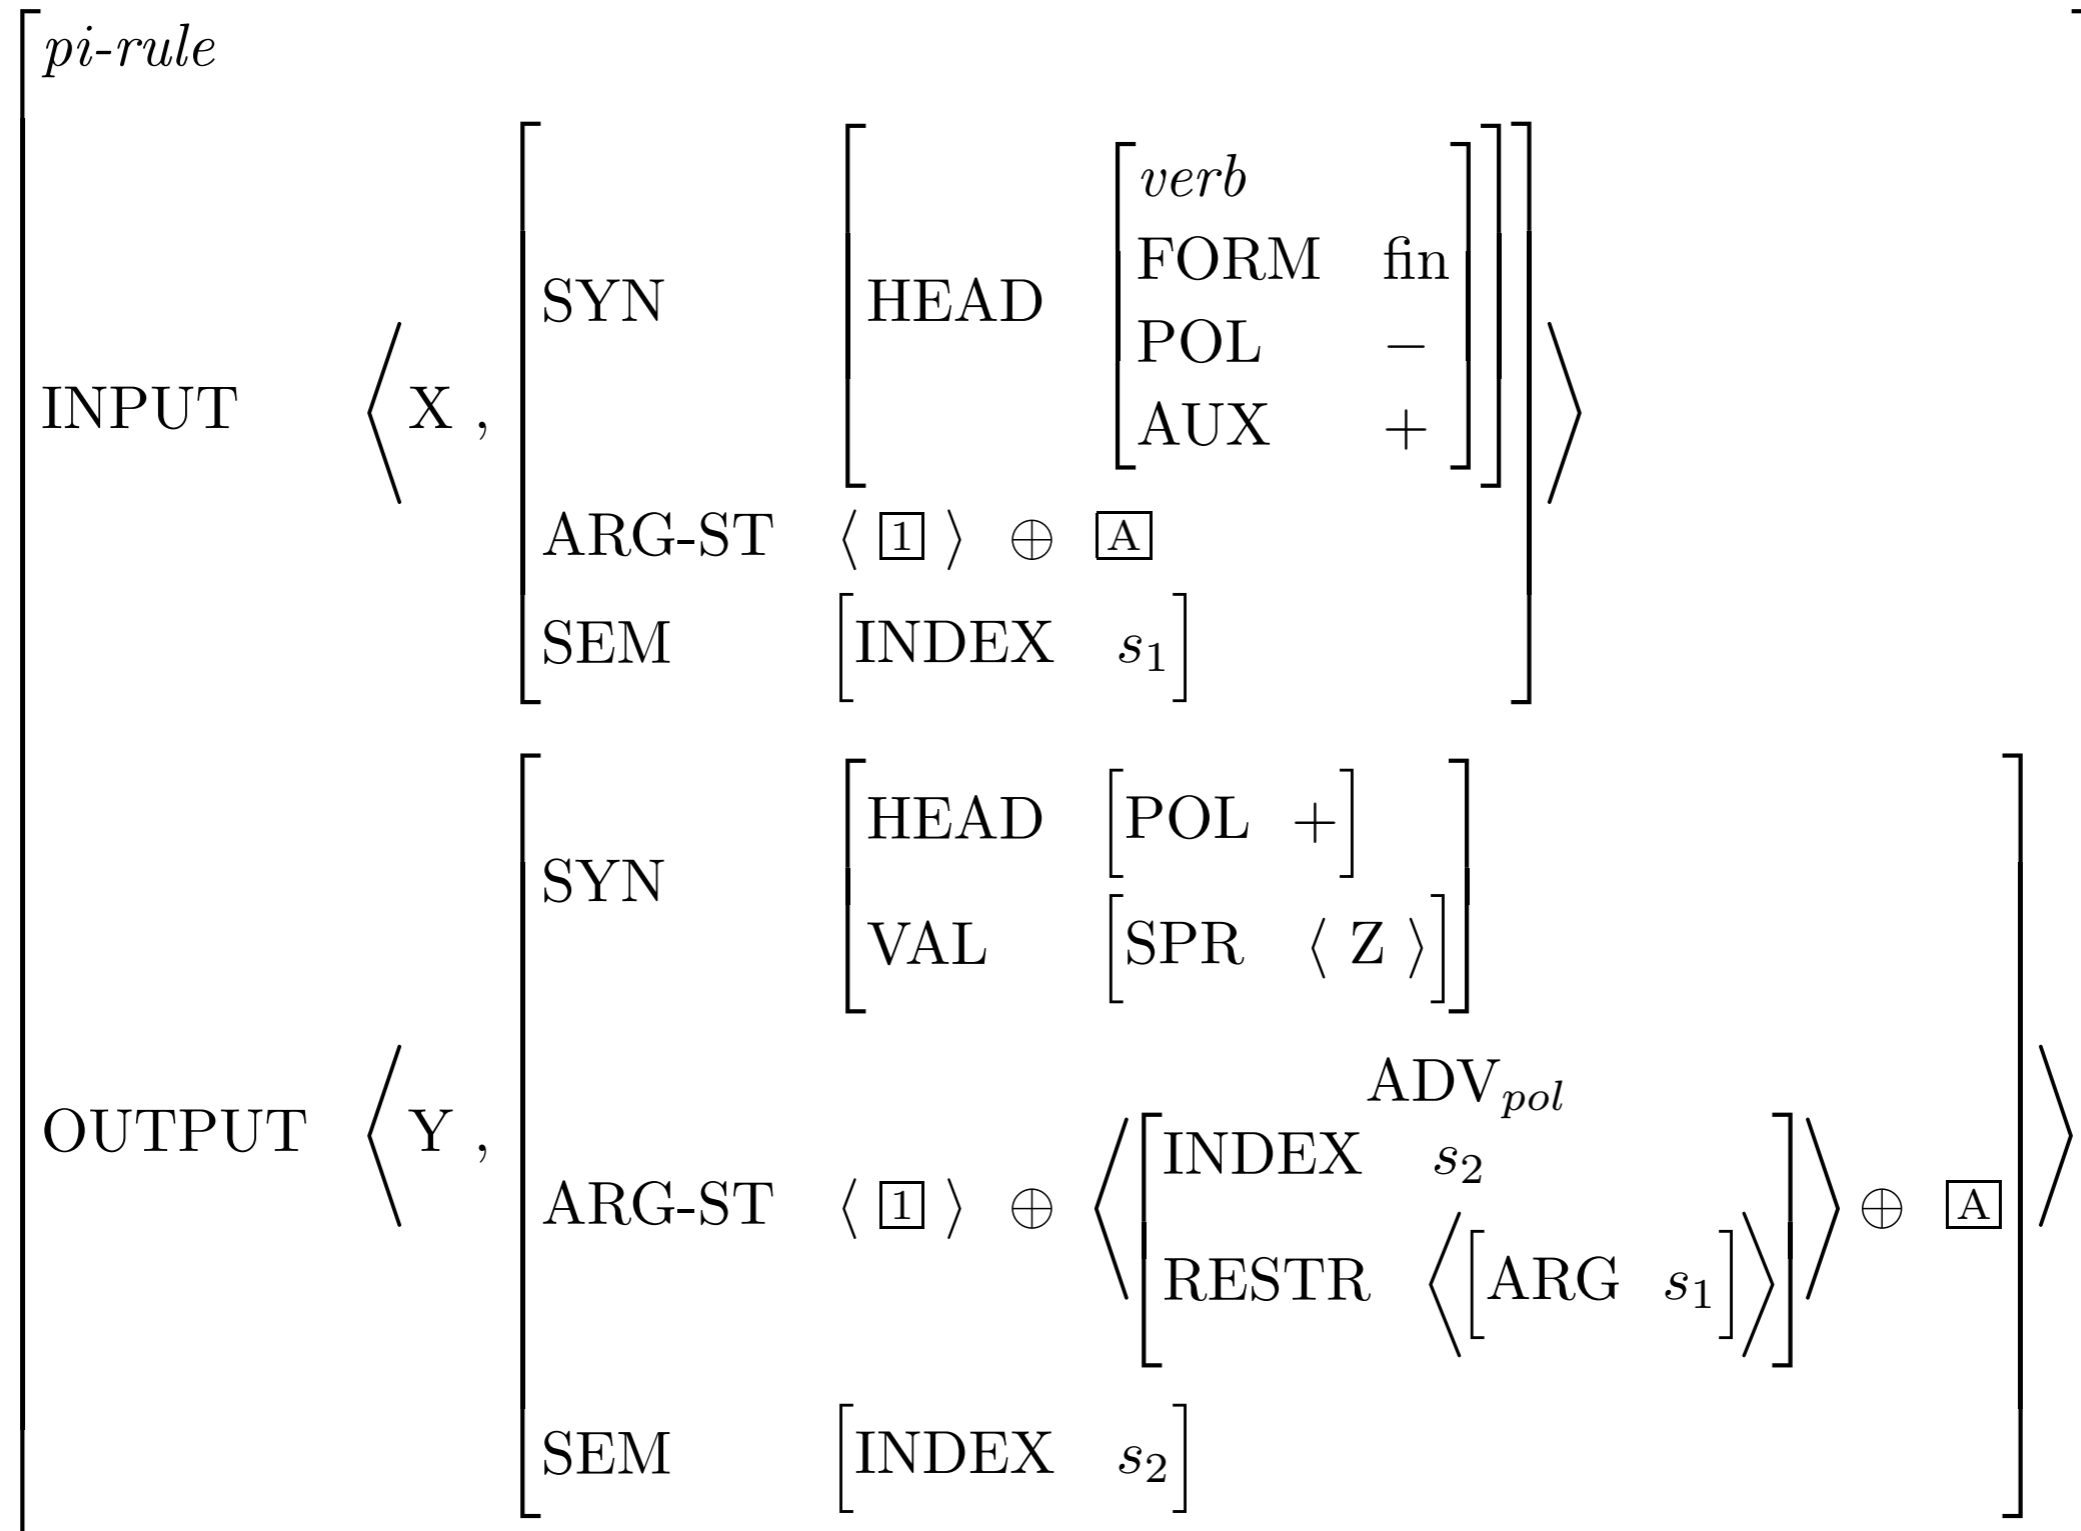 pi-rule
verb
FORM fin
SYN HEAD
POL −
INPUT ⟨ X ,
AUX + ⟩
ARG-ST ⟨ 1 ⟩ ⊕ A
SEM [INDEX s₁]
HEAD [POL +]
SYN
VAL [SPR ⟨ Z ⟩]
ADV_pol
OUTPUT ⟨ Y ,
INDEX s₂
ARG-ST ⟨ 1 ⟩ ⊕ ⟨ ⟩ ⊕ A ⟩
RESTR ⟨[ARG s₁]⟩
SEM [INDEX s₂]